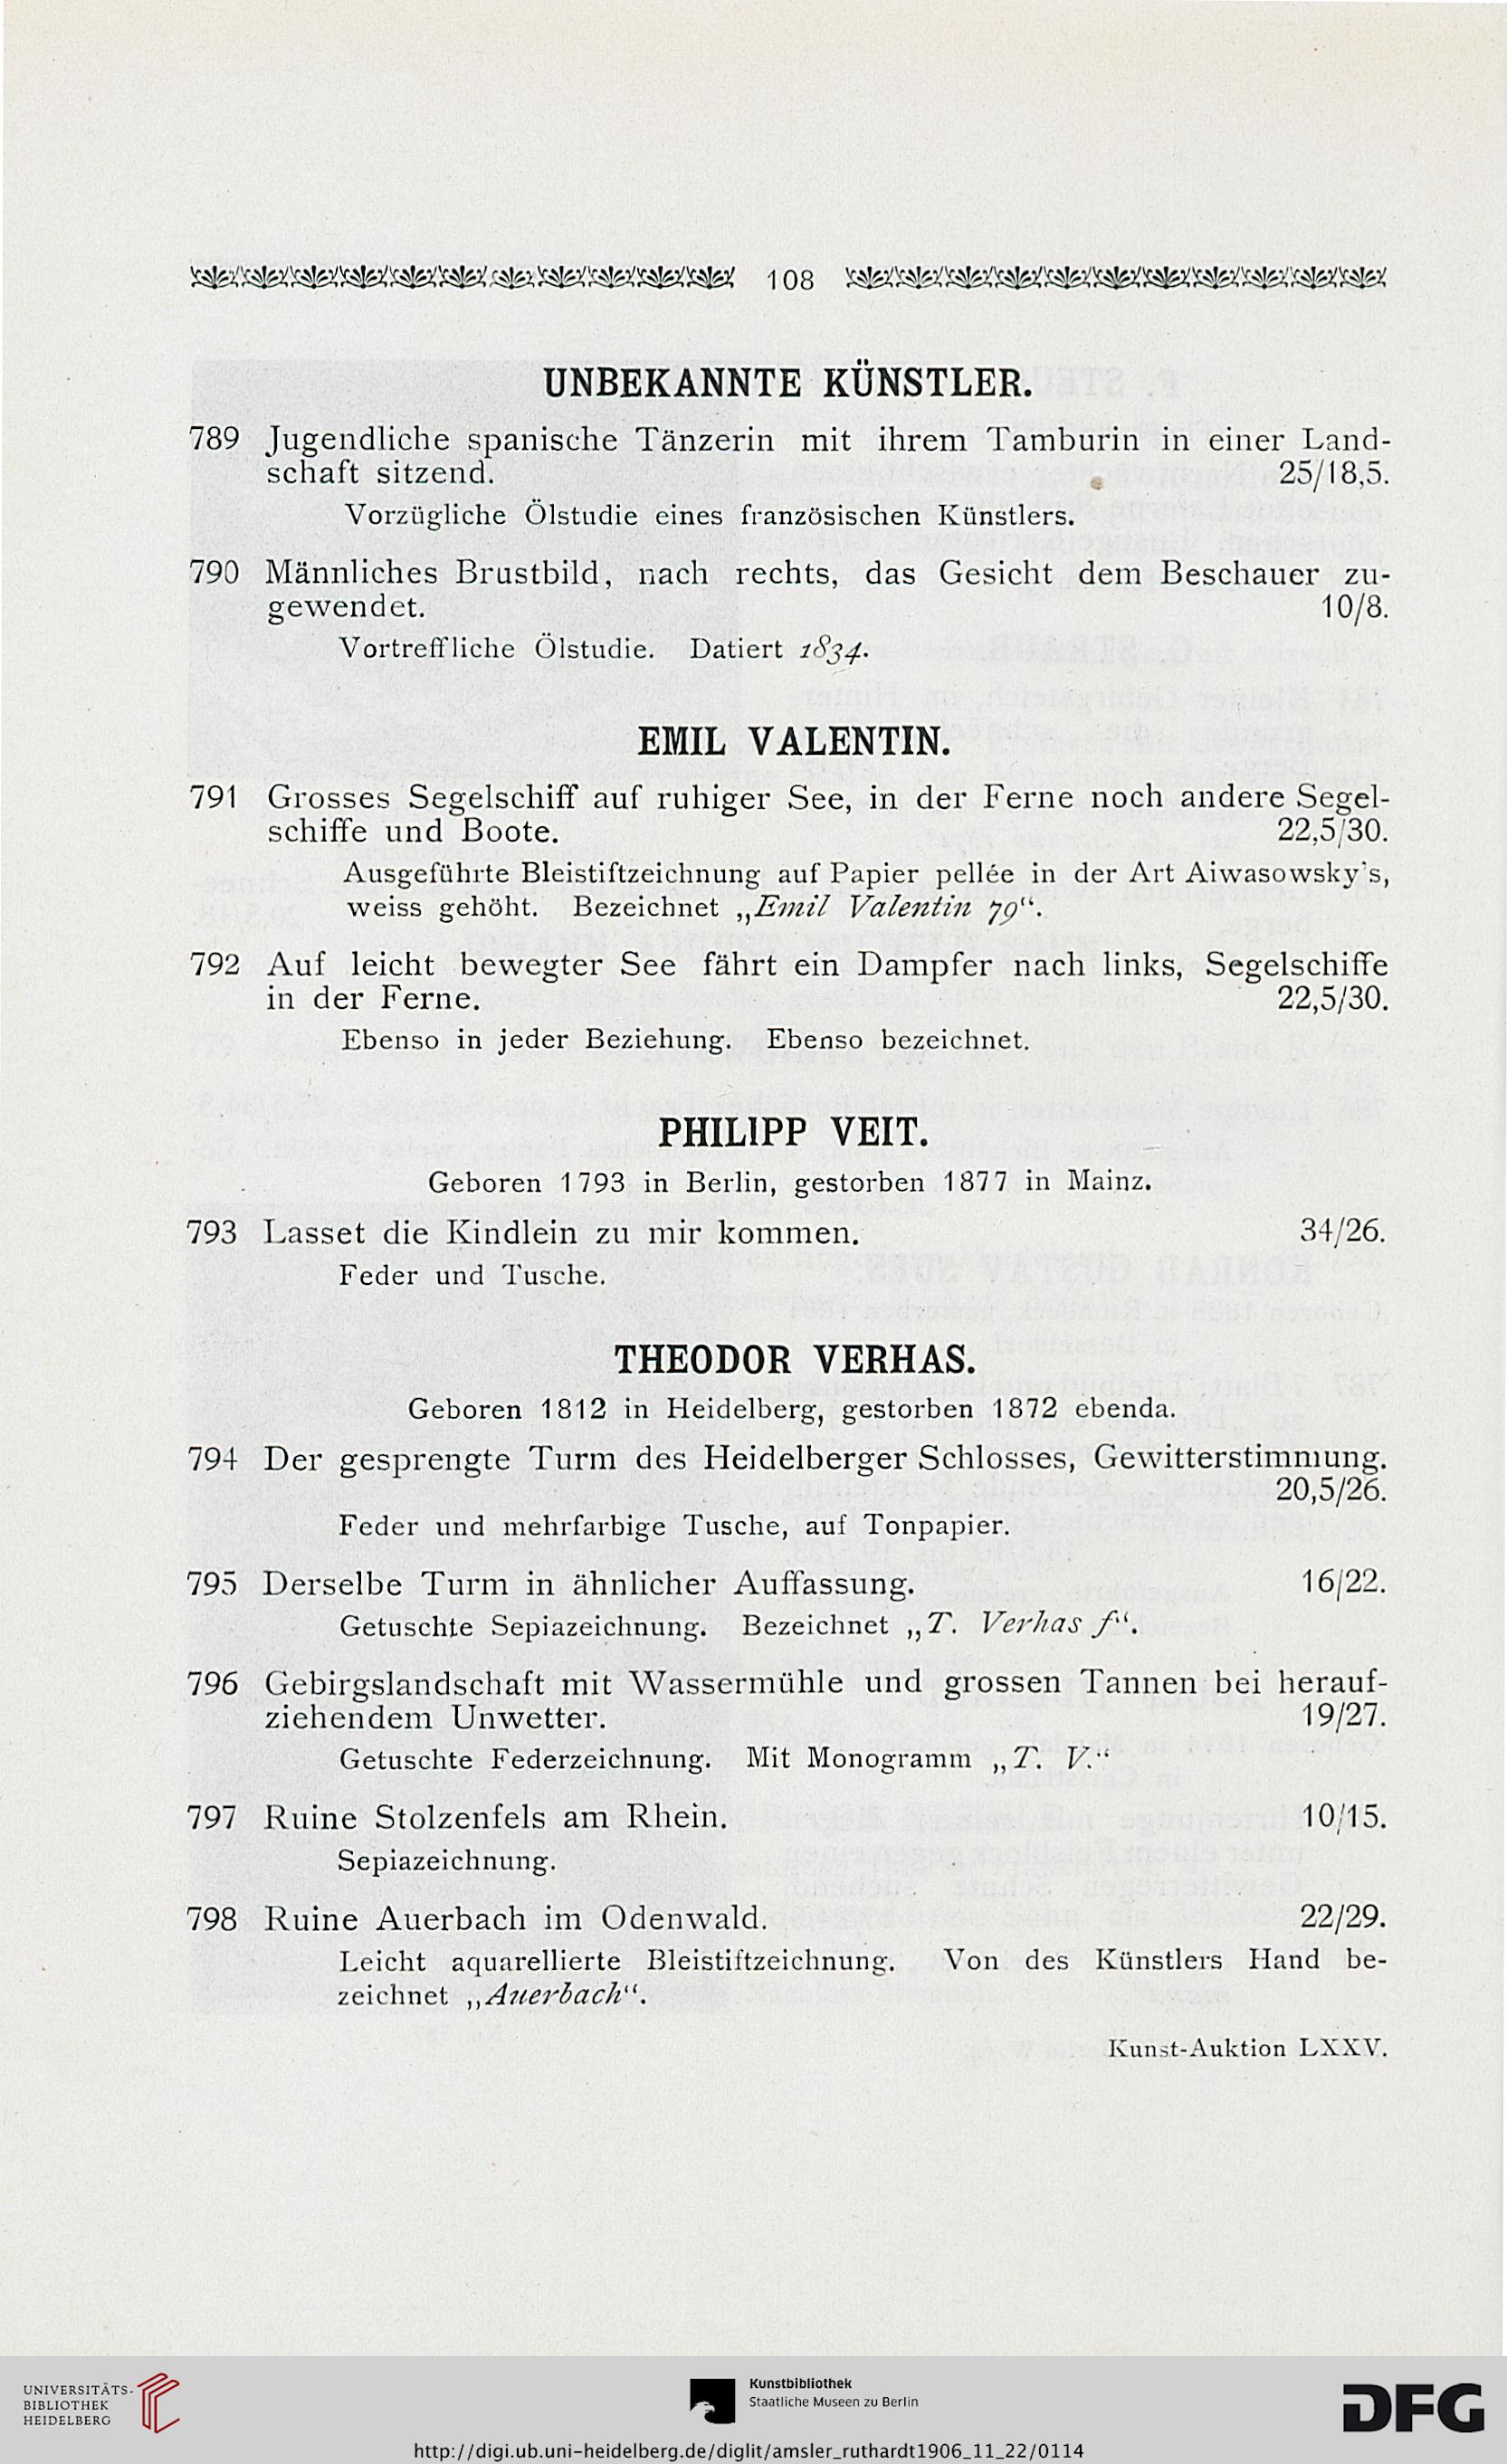 108
UNBEKANNTE KÜNSTLER.
789 Jugendliche spanische Tänzerin mit ihrem Tamburin in einer Land-
schaft sitzend. 25/18,5.
Vorzügliche Ölstudie eines französischen Künstlers.
790 Männliches Brustbild, nach rechts, das Gesicht dem Beschauer zu-
gewendet. 10/8.
Vortreffliche Ölstudie. Datiert 1834.
EMIL VALENTIN.
791 Grosses Segelschiff auf ruhiger See, in der Ferne noch andere Segel-
schiffe und Boote. 22,5/30.
Ausgeführte Bleistiftzeichnung auf Papier pellée in der Art Aiwasowsky's,
weiss gehöht. Bezeichnet „Emil Valentin 79“.
792 Auf leicht bewegter See fährt ein Dampfer nach links, Segelschiffe
in der Ferne. 22,5/30.
Ebenso in jeder Beziehung. Ebenso bezeichnet.
PHILIPP VEIT.
Geboren 1793 in Berlin, gestorben 1877 in Mainz.
793 Lasset die Kindlein zu mir kommen. 34/26.
Feder und Tusche.
THEODOR VERHAS.
Geboren 1812 in Heidelberg, gestorben 1872 ebenda.
794 Der gesprengte Turm des Heidelberger Schlosses, Gewitterstimmung.
20,5/26.
Feder und mehrfarbige Tusche, auf Tonpapier.
795 Derselbe Turm in ähnlicher Auffassung. 16/22.
Getuschte Sepiazeichnung. Bezeichnet „T. Verhas f“.
796 Gebirgslandschaft mit Wassermühle und grossen Tannen bei herauf-
ziehendem Unwetter. 19/27.
Getuschte Federzeichnung. Mit Monogramm „T. V.“
797 Ruine Stolzenfels am Rhein. 10/15.
Sepiazeichnung.
798 Ruine Auerbach im Odenwald. 22/29.
Leicht aquarellierte Bleistiftzeichnung. Von des Künstlers Hand be-
zeichnet „Auerbach“.
Kunst-Auktion LXXV.
UNIVERSITÄTS-
BIBLIOTHEK
HEIDELBERG
Kunstbibliothek
Staatliche Museen zu Berlin
DFG
http://digi.ub.uni-heidelberg.de/diglit/amsler_ruthardt1906_11_22/0114